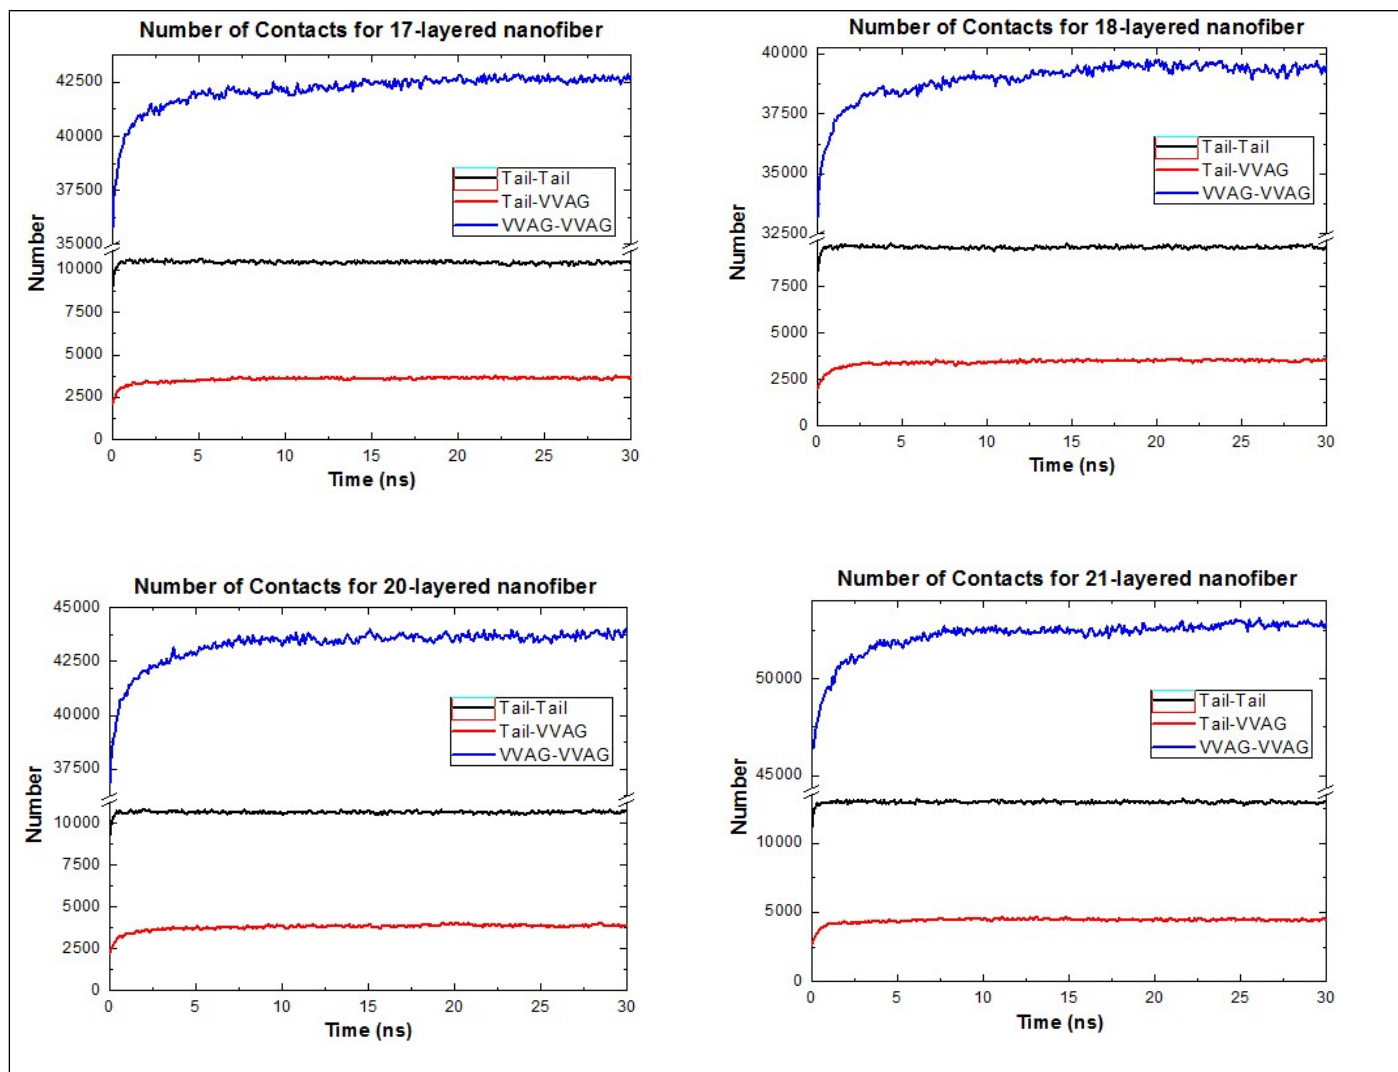 Number of Contacts for 17-layered nanofiber
42500
40000
37500
35000
10000
7500
5000
2500
0
Number
Tail-Tail
Tail-VVAG
VVAG-VVAG
0 5 10 15 20 25 30
Time (ns)
Number of Contacts for 18-layered nanofiber
40000
37500
35000
32500
7500
5000
2500
0
Number
Tail-Tail
Tail-VVAG
VVAG-VVAG
0 5 10 15 20 25 30
Time (ns)
Number of Contacts for 20-layered nanofiber
45000
42500
40000
37500
10000
7500
5000
2500
0
Number
Tail-Tail
Tail-VVAG
VVAG-VVAG
0 5 10 15 20 25 30
Time (ns)
Number of Contacts for 21-layered nanofiber
50000
45000
10000
5000
0
Number
Tail-Tail
Tail-VVAG
VVAG-VVAG
0 5 10 15 20 25 30
Time (ns)